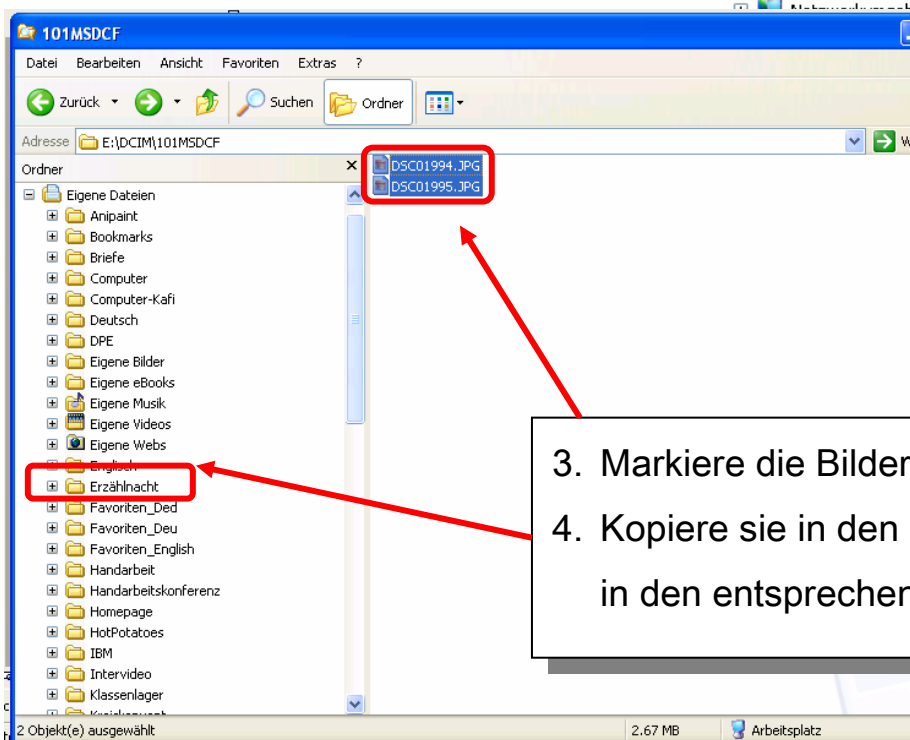 101MSDCF
Datei Bearbeiten Ansicht Favoriten Extras ?
Zurück Suchen Ordner
Adresse E:\DCIM\101MSDCF
Ordner
DSC01994.JPG
DSC01995.JPG
Eigene Dateien
Anipaint
Bookmarks
Briefe
Computer
Computer-Kafi
Deutsch
DPE
Eigene Bilder
Eigene eBooks
Eigene Musik
Eigene Videos
Eigene Webs
Englisch
Erzählnacht
Favoriten_Ded
Favoriten_Deu
Favoriten_English
Handarbeit
Handarbeitskonferenz
Homepage
HotPotatoes
IBM
Intervideo
Klassenlager
3. Markiere die Bilder
4. Kopiere sie in den
in den entsprechen
2 Objekt(e) ausgewählt 2.67 MB Arbeitsplatz